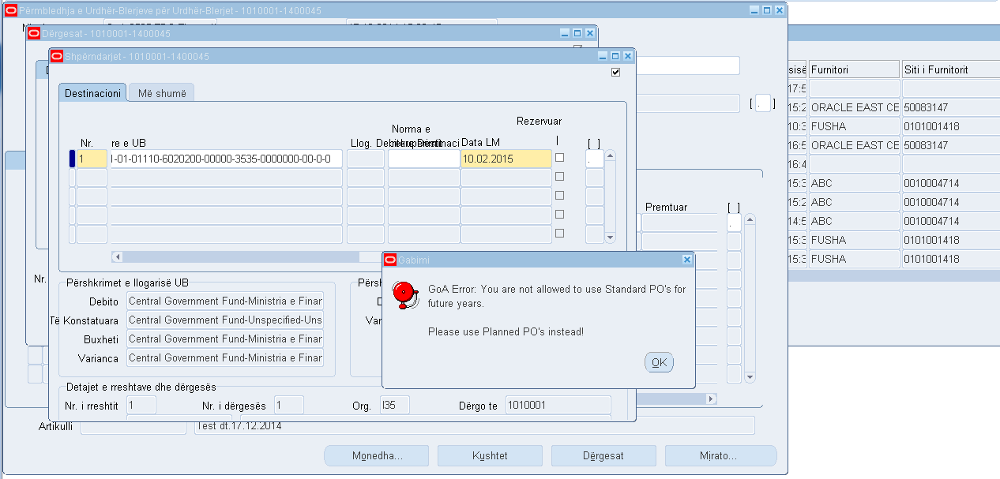 Përmbledhja e Urdhër-Blerjeve për Urdhër-Blerjet - 1010001-1400045
Dërgesat - 1010001-1400045
Shpërndarjet - 1010001-1400045
Destinacioni
Më shumë
Rezervuar
Norma e
Nr.
re e UB
Llog.
Data LM
[ ]
1
I-01-01110-6020200-00000-3535-0000000-00-0-0
10.02.2015
.
Përshkrimet e llogarisë UB
Debito
Central Government Fund-Ministria e Finar
Të Konstatuara
Central Government Fund-Unspecified-Uns
Buxheti
Central Government Fund-Ministria e Finar
Varianca
Central Government Fund-Ministria e Finar
Përsh
Var
Detajet e rreshtave dhe dërgesës
Nr. i rreshtit
1
Nr. i dërgesës
1
Org.
I35
Dërgo te
1010001
Gabimi
GoA Error: You are not allowed to use Standard PO's for
future years.
Please use Planned PO's instead!
OK
Nr.
[ . ]
Premtuar
[ ]
.
Artikulli
Test dt.17.12.2014
Monedha...
Kushtet
Dërgesat
Mirato...
sisë
Furnitori
Siti i Furnitorit
17:5
15:2
ORACLE EAST CE
50083147
10:3
FUSHA
0101001418
16:5
ORACLE EAST CE
50083147
16:4
15:3
ABC
0010004714
15:2
ABC
0010004714
14:5
ABC
0010004714
15:3
FUSHA
0101001418
15:3
FUSHA
0101001418